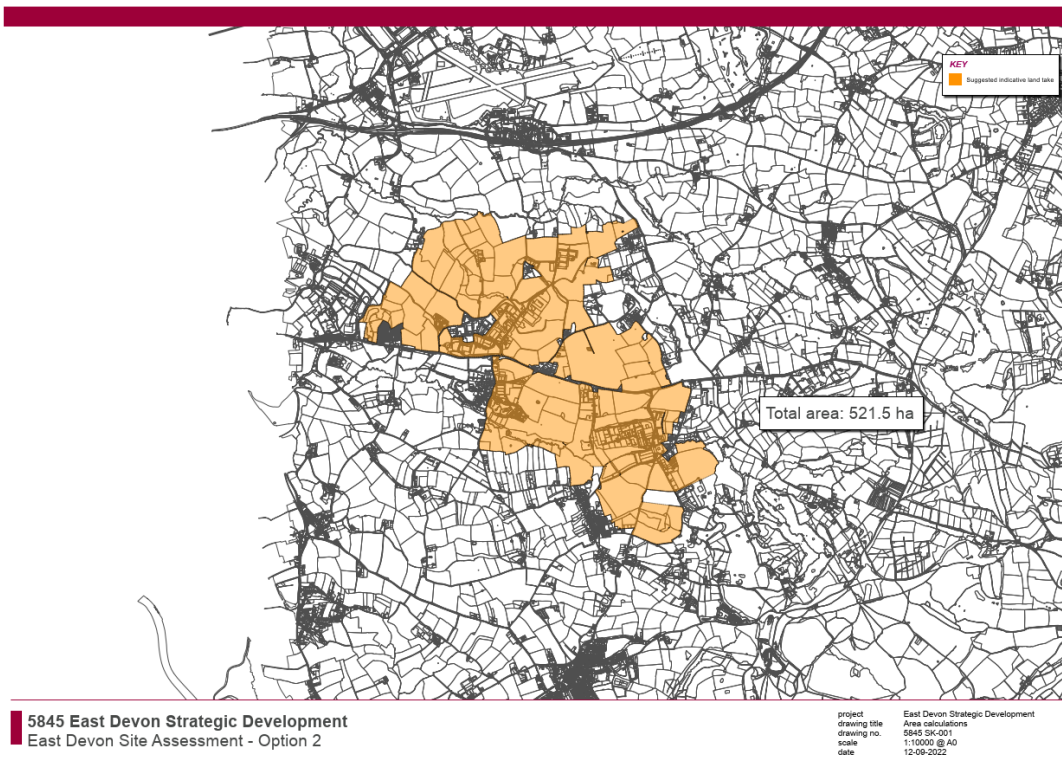 KEY
Suggested indicative land take
Total area: 521.5 ha
5845 East Devon Strategic Development
East Devon Site Assessment - Option 2
project East Devon Strategic Development
drawing title Area calculations
drawing no. 5845 SK-001
scale 1:10000 @ A0
date 12-09-2022